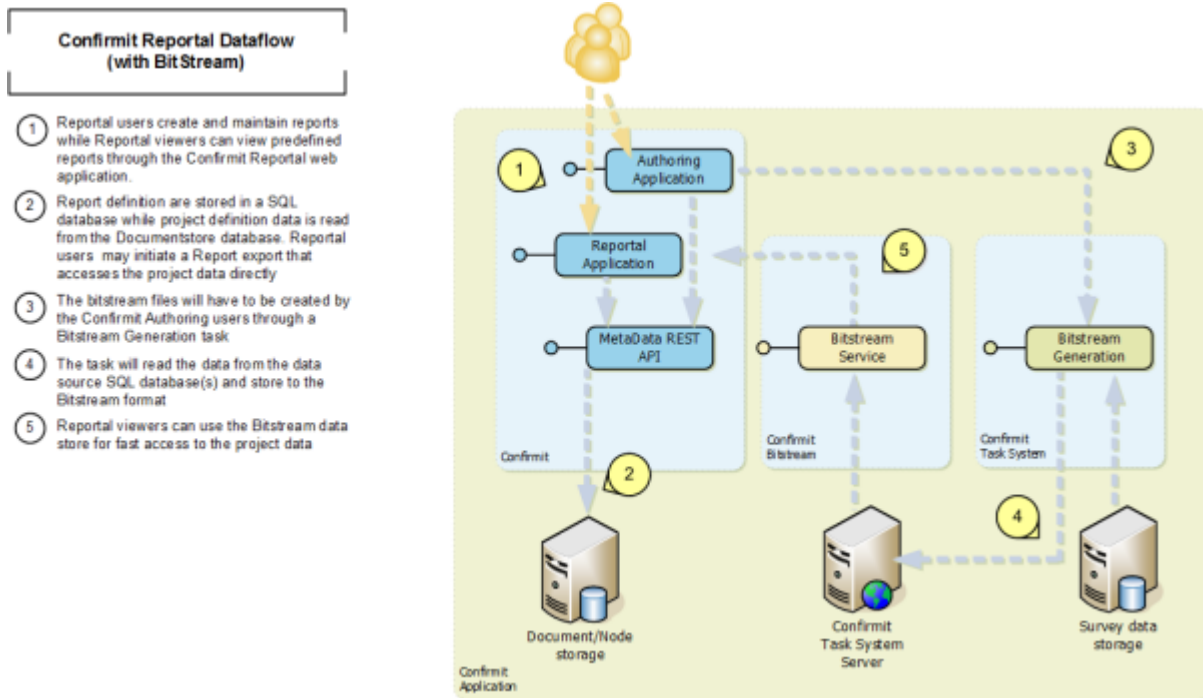 Confirmit Reportal Dataflow
(with BitStream)
1
Reportal users create and maintain reports
while Reportal viewers can view predefined
reports through the Confirmit Reportal web
application.
2
Report definition are stored in a SQL
database while project definition data is read
from the Documentstore database. Reportal
users may initiate a Report export that
accesses the project data directly
3
The bitstream files will have to be created by
the Confirmit Authoring users through a
Bitstream Generation task
4
The task will read the data from the data
source SQL database(s) and store to the
Bitstream format
5
Reportal viewers can use the Bitstream data
store for fast access to the project data
1
Authoring
Application
3
Reportal
Application
5
MetaData REST
API
Bitstream
Service
Bitstream
Generation
Confirmit
Confirmit
Bitstream
Confirmit
Task System
2
4
Document/Node
storage
Confirmit
Task System
Server
Survey data
storage
Confirmit
Application